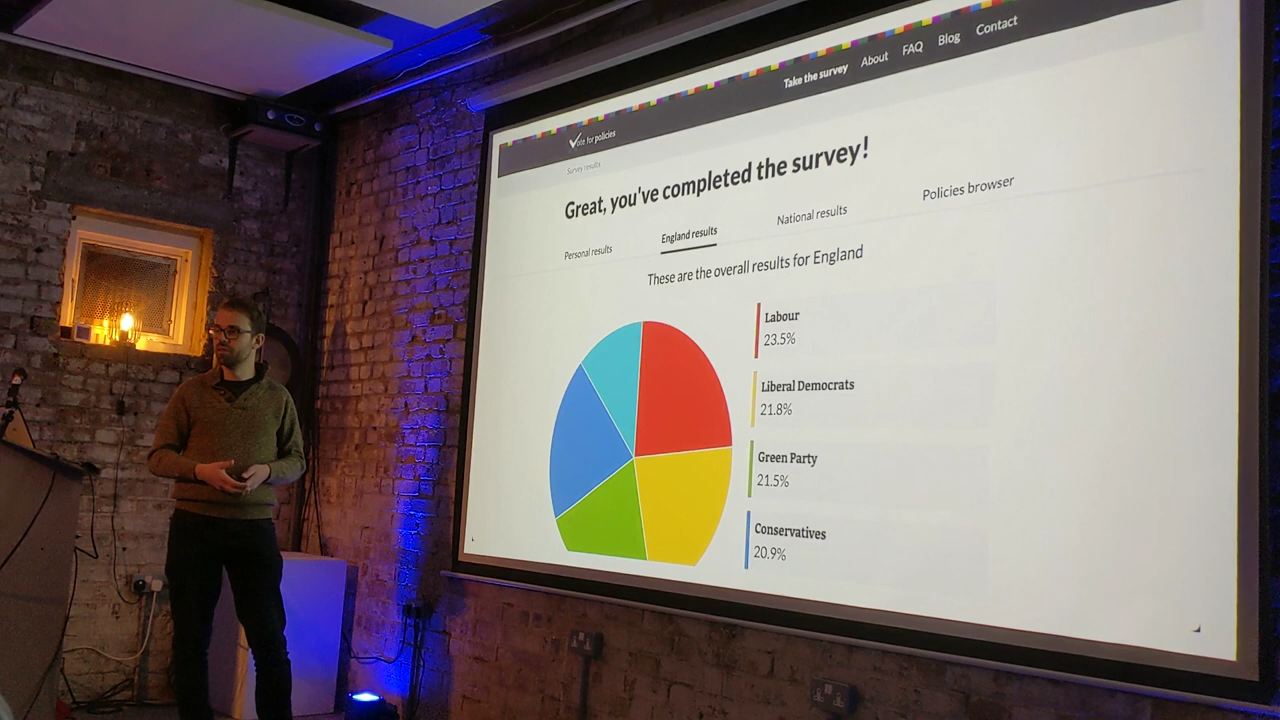 Take the survey About FAQ Blog Contact
Vote for policies
Survey results
Great, you've completed the survey!
Personal results England results National results Policies browser
These are the overall results for England
Labour
23.5%
Liberal Democrats
21.8%
Green Party
21.5%
Conservatives
20.9%